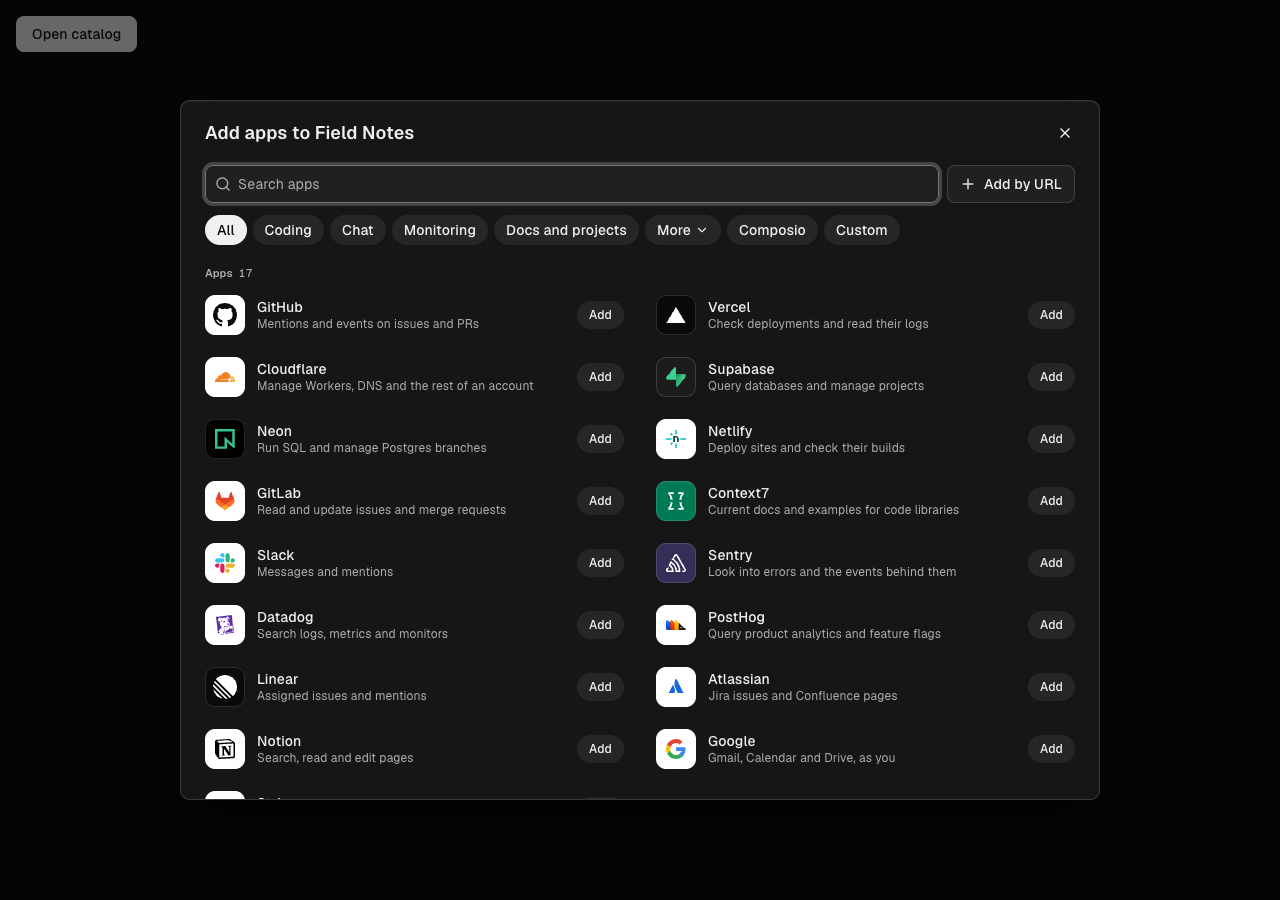 Open catalog
Add apps to Field Notes
Search apps
Add by URL
All
Coding
Chat
Monitoring
Docs and projects
More
Composio
Custom
Apps 17
GitHub
Mentions and events on issues and PRs
Add
Vercel
Check deployments and read their logs
Add
Cloudflare
Manage Workers, DNS and the rest of an account
Add
Supabase
Query databases and manage projects
Add
Neon
Run SQL and manage Postgres branches
Add
Netlify
Deploy sites and check their builds
Add
GitLab
Read and update issues and merge requests
Add
Context7
Current docs and examples for code libraries
Add
Slack
Messages and mentions
Add
Sentry
Look into errors and the events behind them
Add
Datadog
Search logs, metrics and monitors
Add
PostHog
Query product analytics and feature flags
Add
Linear
Assigned issues and mentions
Add
Atlassian
Jira issues and Confluence pages
Add
Notion
Search, read and edit pages
Add
Google
Gmail, Calendar and Drive, as you
Add